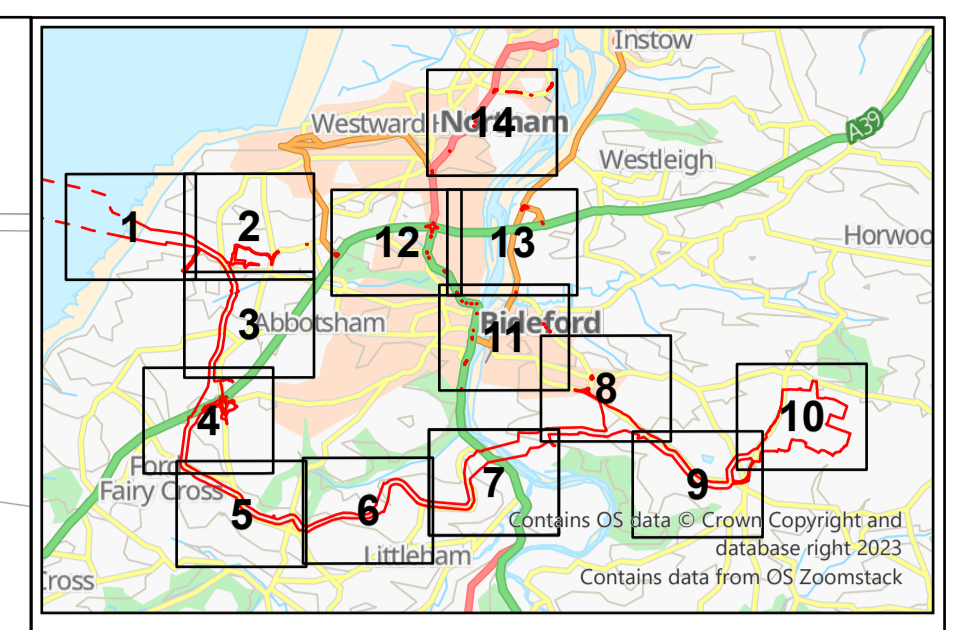 Instow
14
Westward H
Northam
A39
Westleigh
1
2
12
13
Horwoo
3
Abbotsham
Bideford
11
8
4
10
Ford
Fairy Cross
5
6
7
9
Contains OS data © Crown Copyright and
database right 2023
Littleham
Cross
Contains data from OS Zoomstack